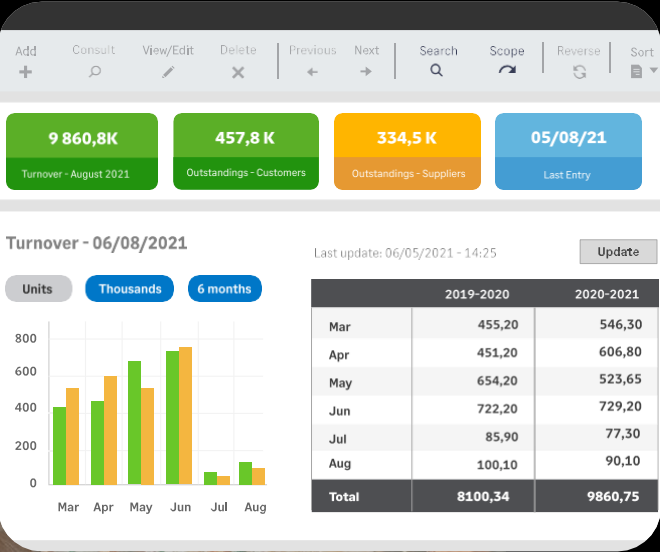 Add Consult View/Edit Delete Previous Next Search Scope Reverse Sort
9 860,8K
Turnover - August 2021
457,8 K
Outstandings - Customers
334,5 K
Outstandings - Suppliers
05/08/21
Last Entry
Turnover - 06/08/2021
Last update: 06/05/2021 - 14:25
Update
Units Thousands 6 months
800
600
400
200
0
Mar Apr May Jun Jul Aug
2019-2020 2020-2021
Mar 455,20 546,30
Apr 451,20 606,80
May 654,20 523,65
Jun 722,20 729,20
Jul 85,90 77,30
Aug 100,10 90,10
Total 8100,34 9860,75